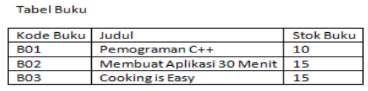 Tabel Buku
Kode Buku Judul Stok Buku
B01 Pemograman C++ 10
B02 Membuat Aplikasi 30 Menit 15
B03 Cooking is Easy 15